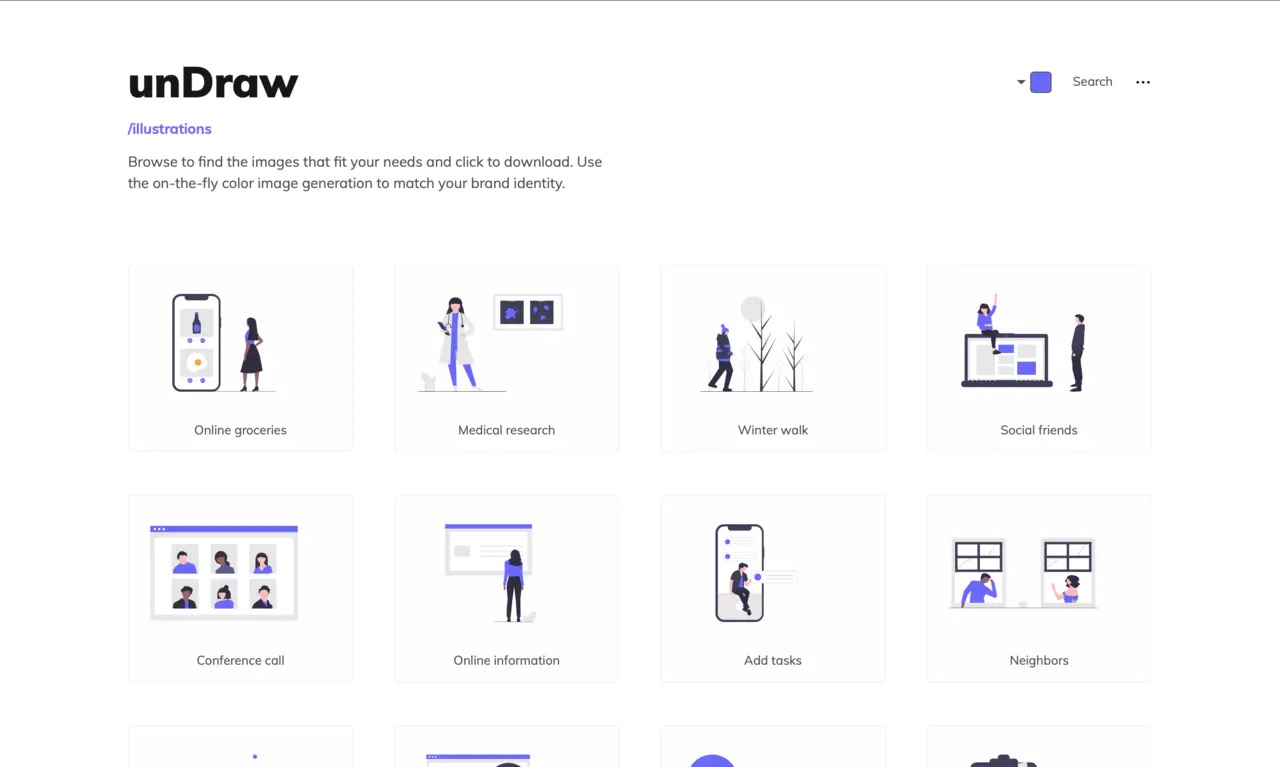 unDraw
Search
/illustrations
Browse to find the images that fit your needs and click to download. Use
the on-the-fly color image generation to match your brand identity.
Online groceries
Medical research
Winter walk
Social friends
Conference call
Online information
Add tasks
Neighbors